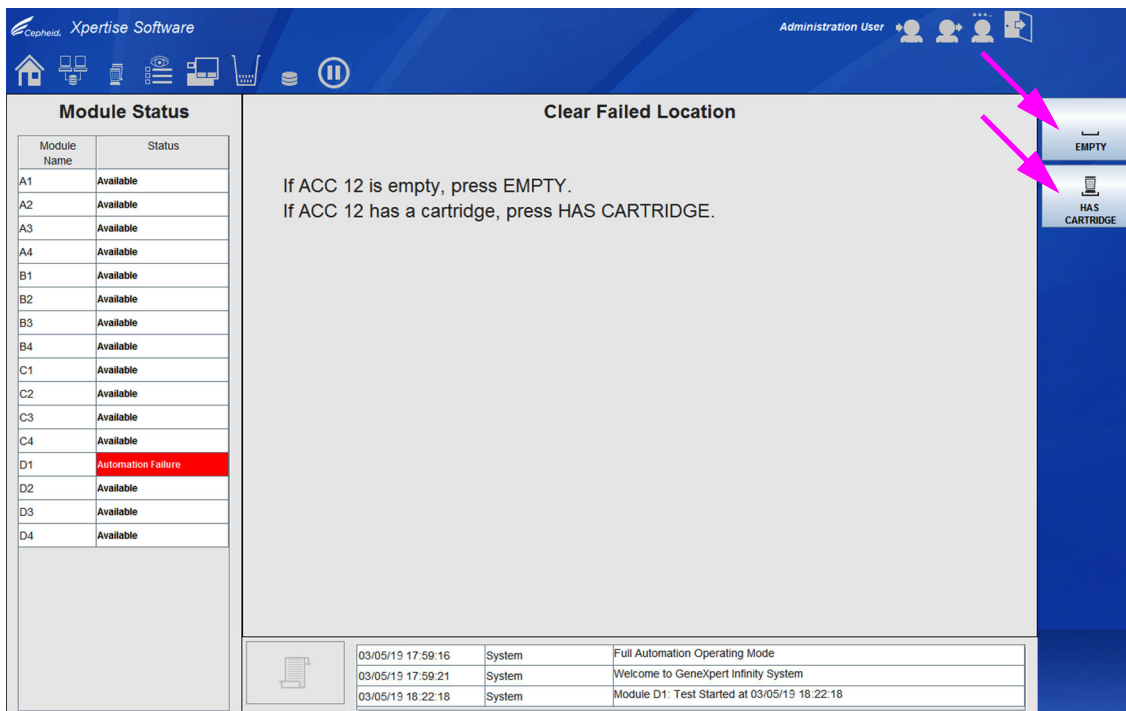 Cepheid. Xpertise Software
Administration User
Module Status
Clear Failed Location
Module Name
Status
A1 Available
A2 Available
A3 Available
A4 Available
B1 Available
B2 Available
B3 Available
B4 Available
C1 Available
C2 Available
C3 Available
C4 Available
D1 Automation Failure
D2 Available
D3 Available
D4 Available
If ACC 12 is empty, press EMPTY.
If ACC 12 has a cartridge, press HAS CARTRIDGE.
EMPTY
HAS
CARTRIDGE
03/05/19 17:59:16 System Full Automation Operating Mode
03/05/19 17:59:21 System Welcome to GeneXpert Infinity System
03/05/19 18:22:18 System Module D1: Test Started at 03/05/19 18:22:18